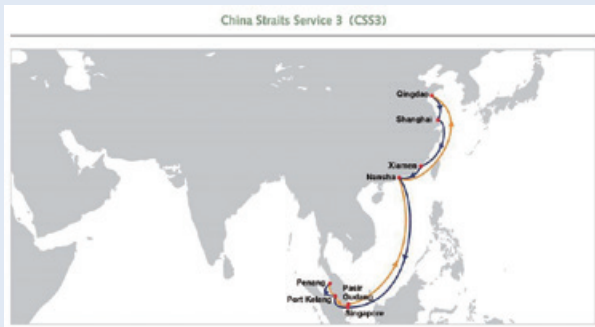 China Straits Service 3 (CSS3)
Qingdao
Shanghai
Xiamen
Nansha
Penang
Pasir
Gudang
Port Kelang
Singapore